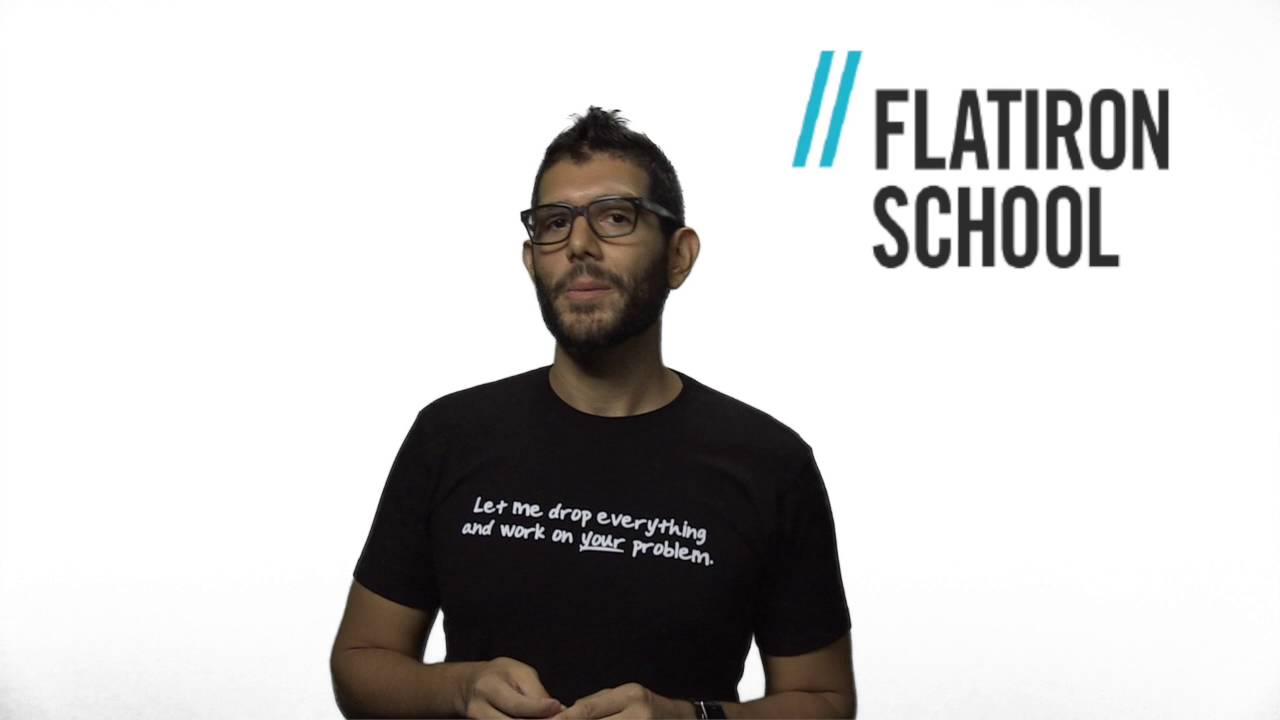 // FLATIRON
SCHOOL
Let me drop everything
and work on your problem.